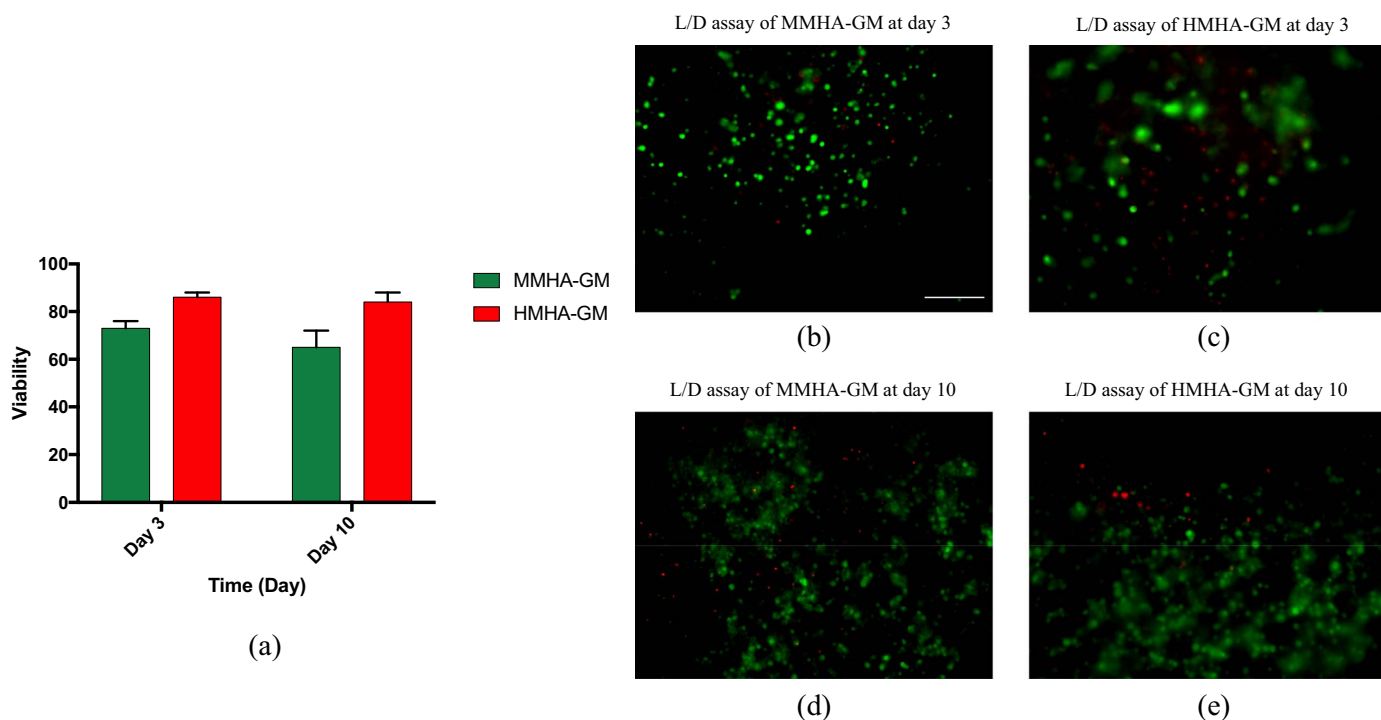 L/D assay of MMHA-GM at day 3
L/D assay of HMHA-GM at day 3
(b)
(c)
100
80
60
40
20
0
Viability
Day 3
Day 10
Time (Day)
MMHA-GM
HMHA-GM
(a)
L/D assay of MMHA-GM at day 10
L/D assay of HMHA-GM at day 10
(d)
(e)